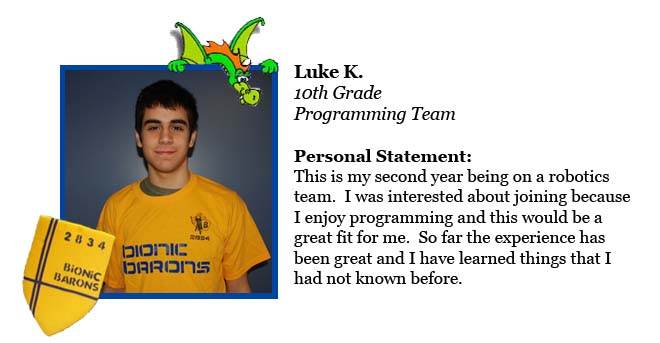 Luke K.
10th Grade
Programming Team
Personal Statement:
This is my second year being on a robotics
team.  I was interested about joining because
I enjoy programming and this would be a
great fit for me.  So far the experience has
been great and I have learned things that I
had not known before.
B
2834
BIONIC
BARONS
2834
BiONiC
BARONS